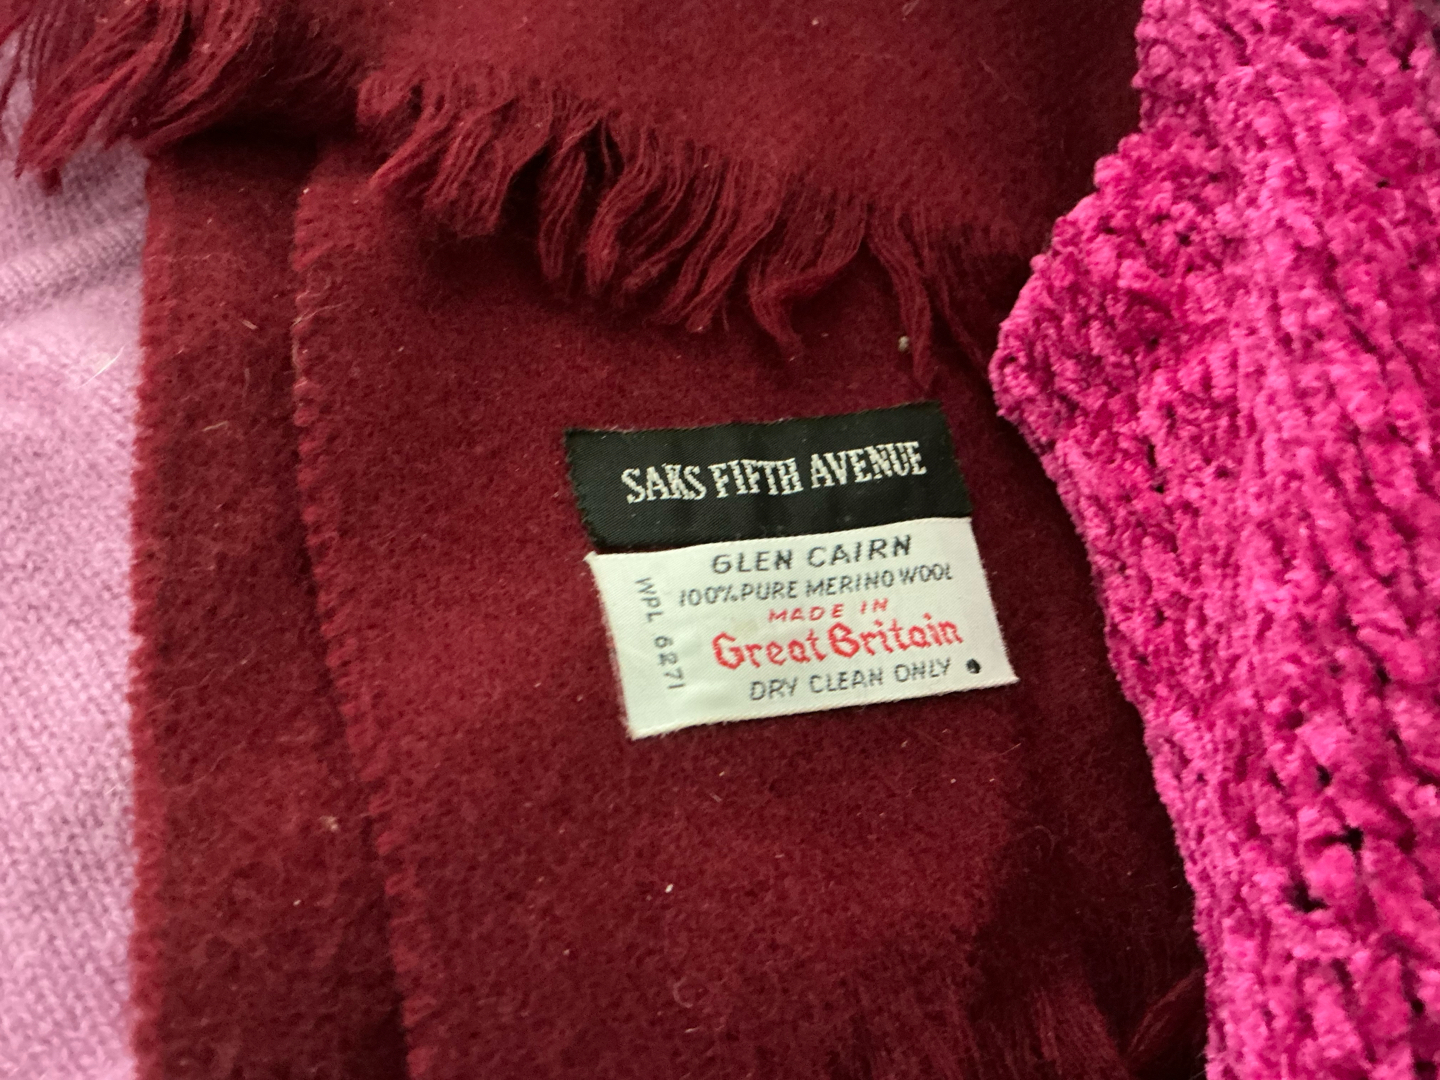 SAKS FIFTH AVENUE
GLEN CAIRN
100% PURE MERINO WOOL
MADE IN
Great Britain
DRY CLEAN ONLY
WPL 6271